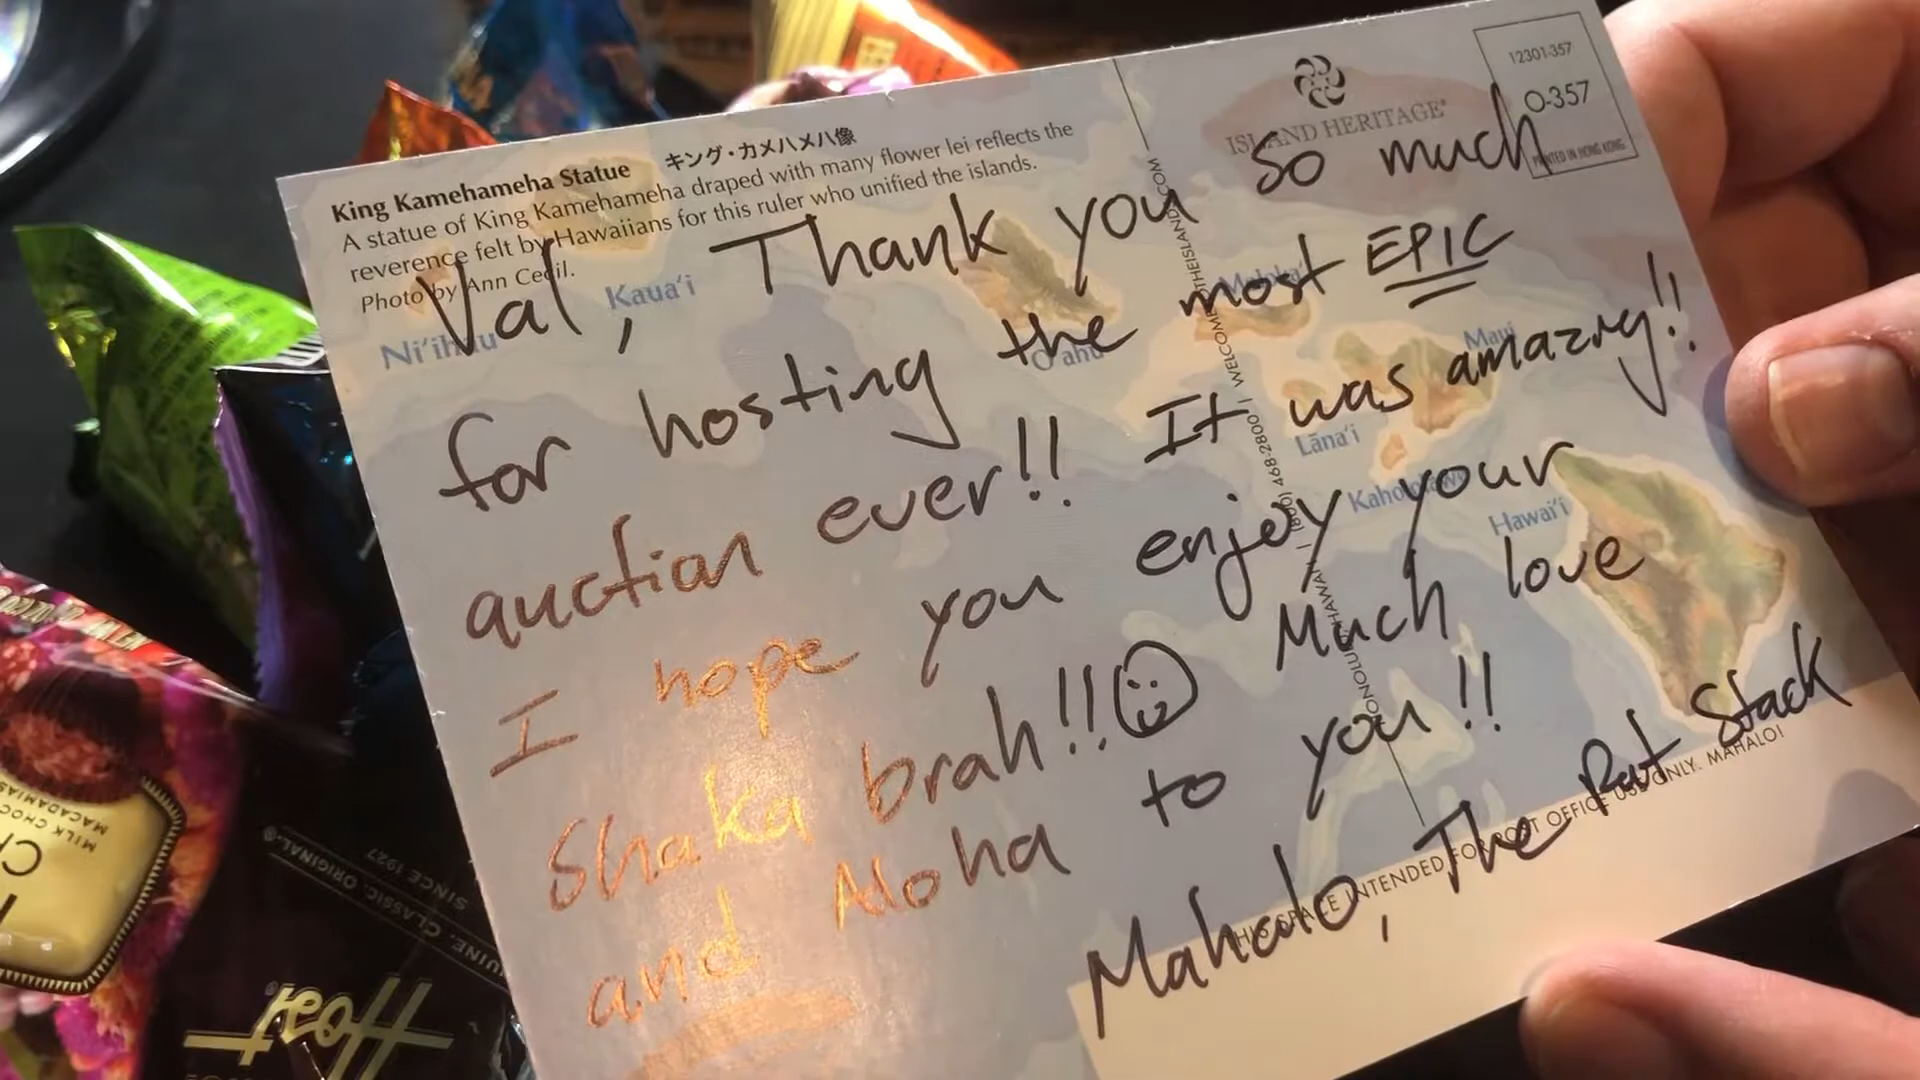 King Kamehameha Statue キング・カメハメハ像
A statue of King Kamehameha draped with many flower lei reflects the
reverence felt by Hawaiians for this ruler who unified the islands.
Photo by Ann Cecil.
ISLAND HERITAGE®
12301-357
O-357
PRINTED IN HONG KONG
Val, Thank you so much
for hosting the most EPIC
auction ever!! It was amazing!!
I hope you enjoy your
Shaka brah!! Much love
and Aloha to you!!
Mahalo, The Rat Stack
Ni'ihau
Kaua'i
O'ahu
Moloka'i
Maui
Lāna'i
Kaho'olawe
Hawai'i
HONOLULU, HAWAI'I | (800) 468-2800 | WELCOMETOTHEISLANDS.COM
THIS SPACE INTENDED FOR POST OFFICE USE ONLY. MAHALO!
MILK CHOC
MACADAMIAS
CLASSIC. ORIGINAL.
SINCE 1927
Host